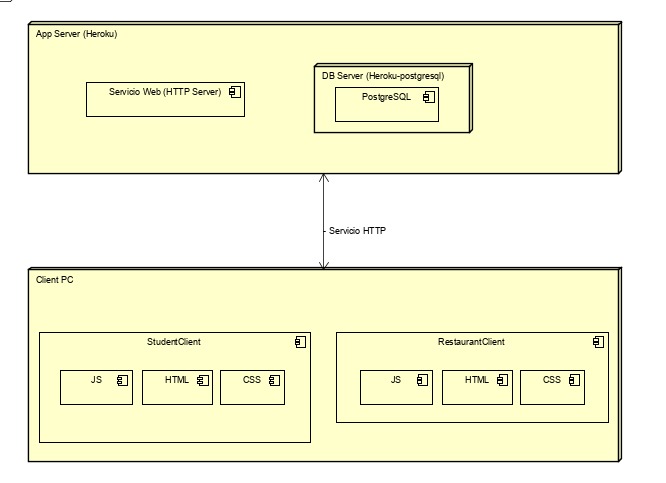 App Server (Heroku)
DB Server (Heroku-postgresql)
Servicio Web (HTTP Server)
PostgreSQL
- Servicio HTTP
Client PC
StudentClient
RestaurantClient
JS
HTML
CSS
JS
HTML
CSS